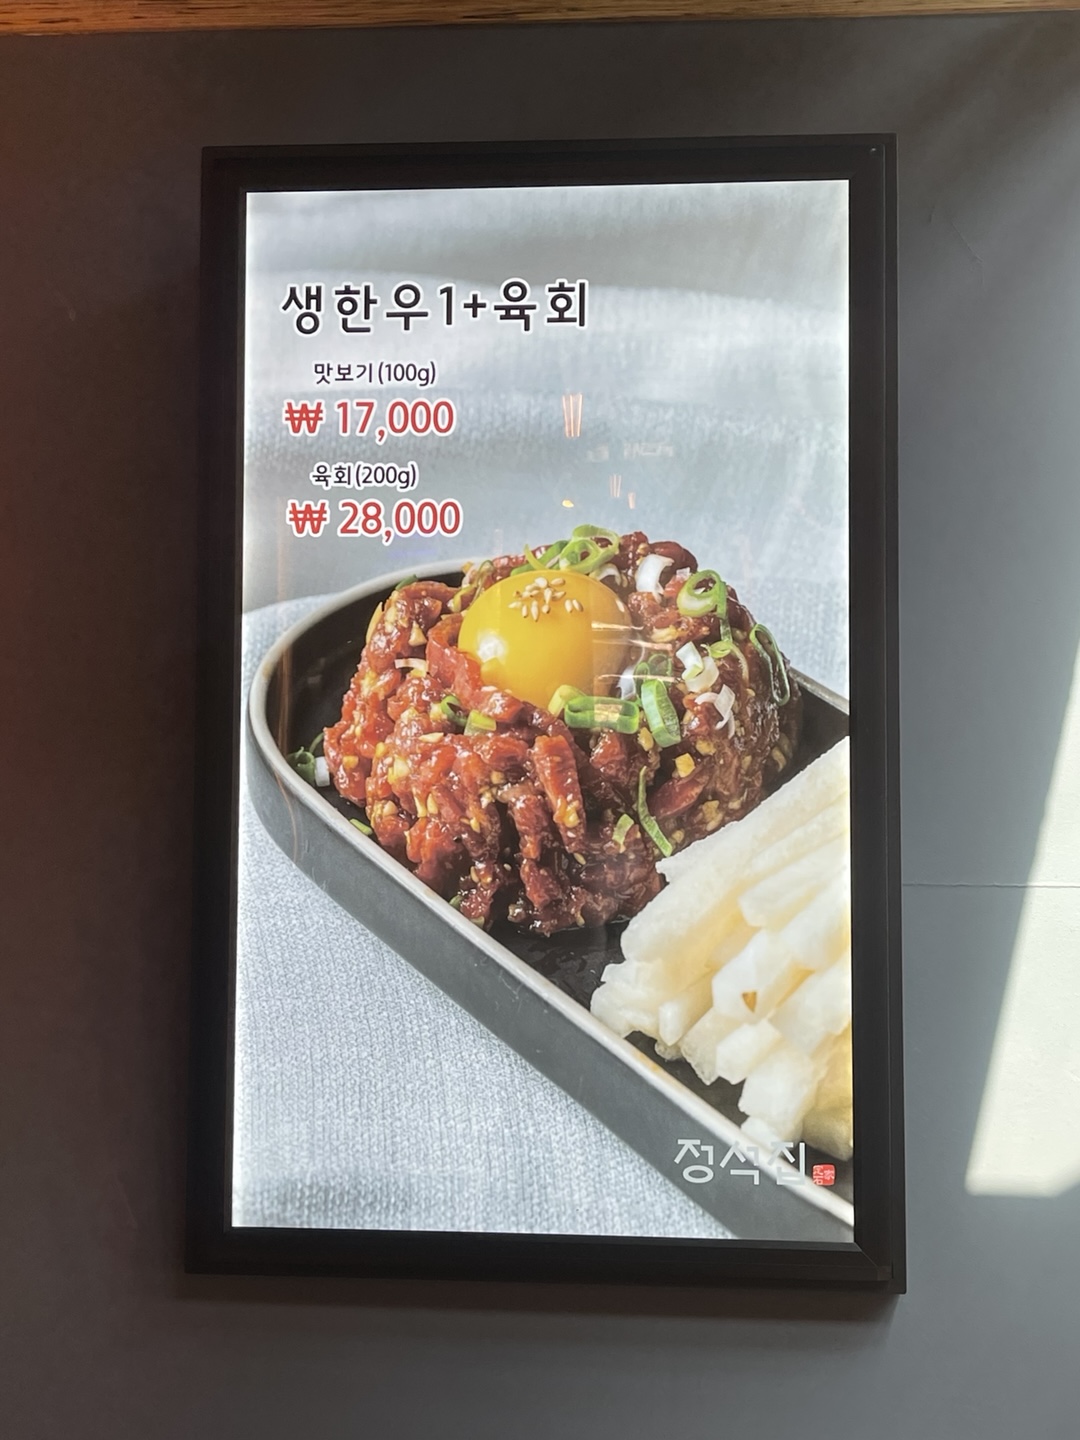 생한우1+육회
맛보기(100g)
₩ 17,000
육회(200g)
₩ 28,000
정석집